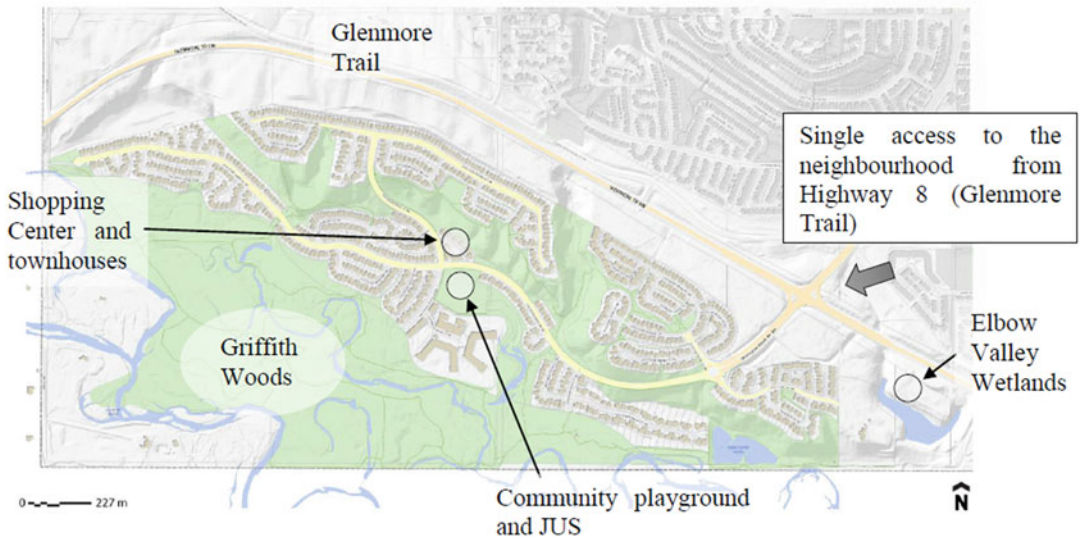 Glenmore
Trail
Single access to the
neighbourhood from
Highway 8 (Glenmore
Trail)
Shopping
Center and
townhouses
Griffith
Woods
Elbow
Valley
Wetlands
Community playground
and JUS
0
227 m
N